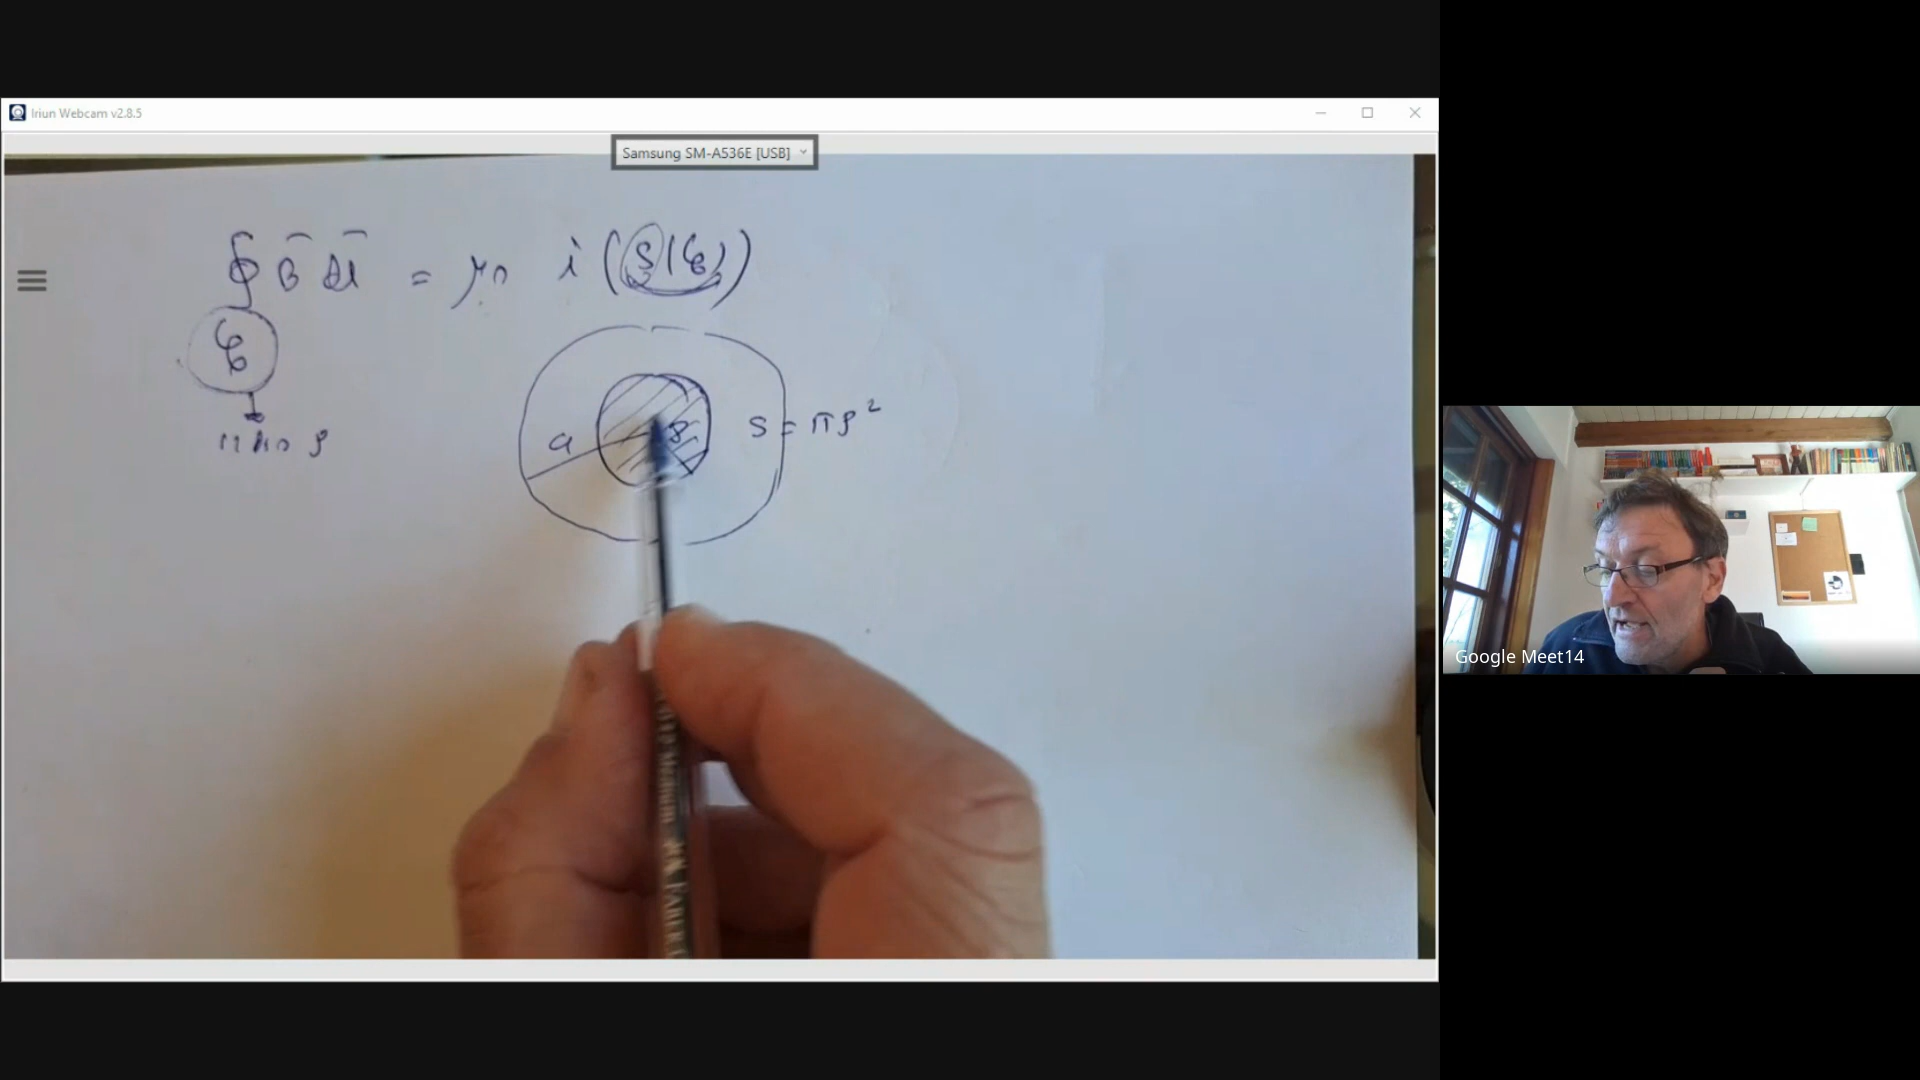 Iriun Webcam v2.8.5
Samsung SM-A536E [USB]
∮ B dl = μ₀ i (S(C))
C
a
ρ
S = πρ²
Google Meet14